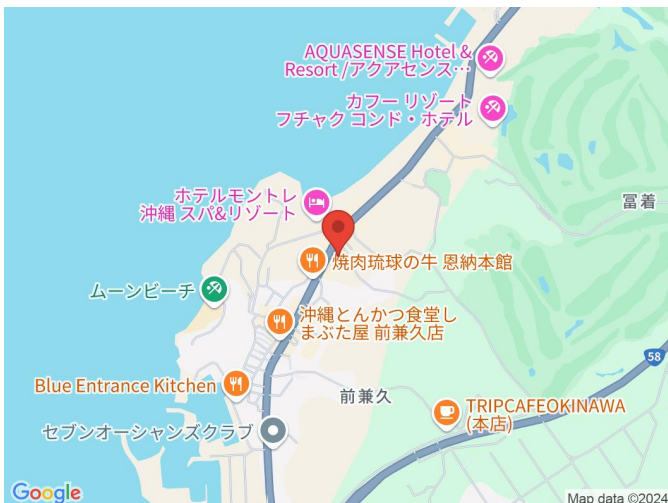 AQUASENSE Hotel &
Resort /アクアセンス…
カフー リゾート
フチャク コンド・ホテル
冨着
ホテルモントレ
沖縄 スパ&リゾート
焼肉琉球の牛 恩納本館
ムーンビーチ
沖縄とんかつ食堂し
まぶた屋 前兼久店
58
Blue Entrance Kitchen
前兼久
TRIPCAFEOKINAWA
(本店)
セブンオーシャンズクラブ
Google
Map data ©2024